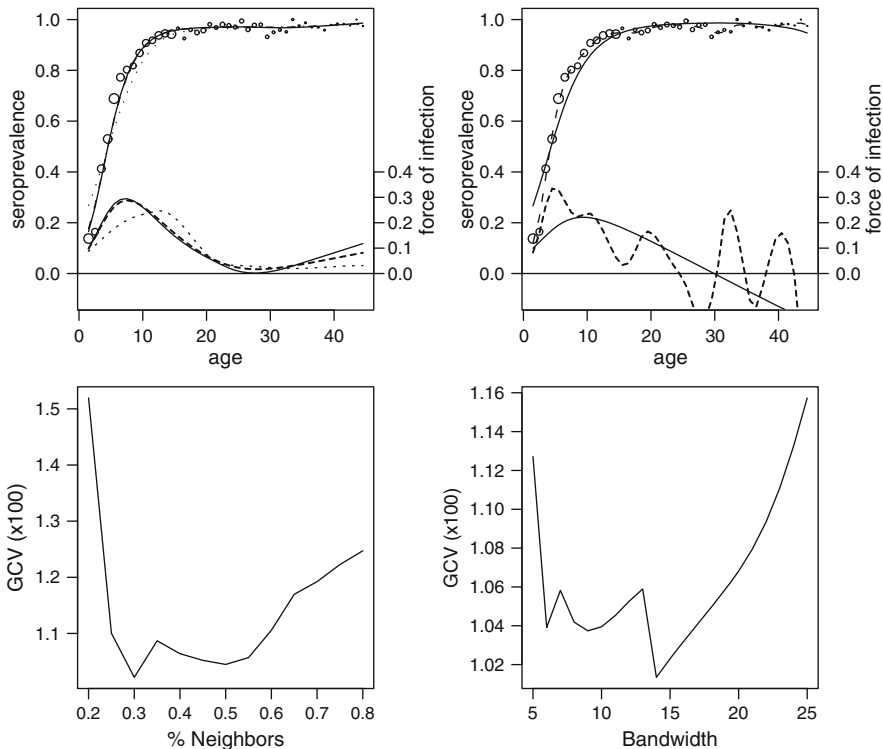 seroprevalence
1.0
0.8
0.6
0.4
0.2
0.0
0.4
0.3
0.2
0.1
0.0
force of infection
0 10 20 30 40
age
seroprevalence
1.0
0.8
0.6
0.4
0.2
0.0
0.4
0.3
0.2
0.1
0.0
force of infection
0 10 20 30 40
age
GCV (x100)
1.5
1.4
1.3
1.2
1.1
0.2 0.3 0.4 0.5 0.6 0.7 0.8
% Neighbors
GCV (x100)
1.16
1.14
1.12
1.10
1.08
1.06
1.04
1.02
5 10 15 20 25
Bandwidth